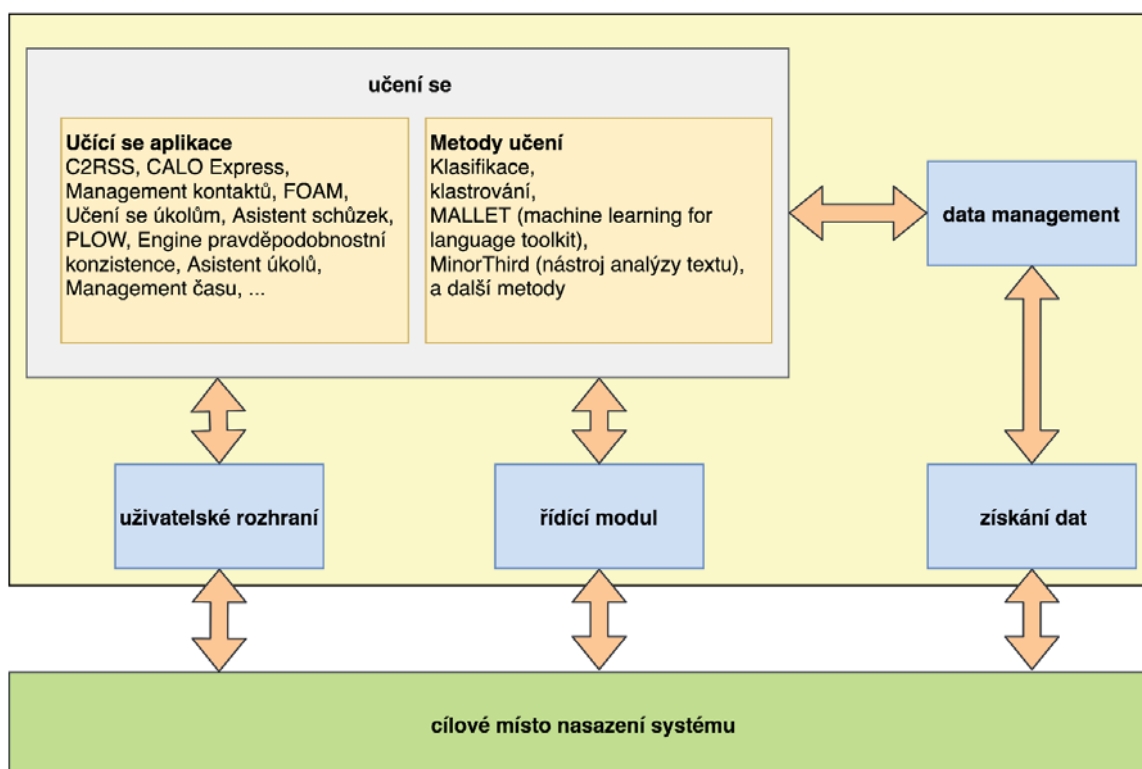 učení se
Učící se aplikace
C2RSS, CALO Express,
Management kontaktů, FOAM,
Učení se úkolům, Asistent schůzek,
PLOW, Engine pravděpodobnostní
konzistence, Asistent úkolů,
Management času, ...
Metody učení
Klasifikace,
klastrování,
MALLET (machine learning for
language toolkit),
MinorThird (nástroj analýzy textu),
a další metody
data management
uživatelské rozhraní
řídící modul
získání dat
cílové místo nasazení systému